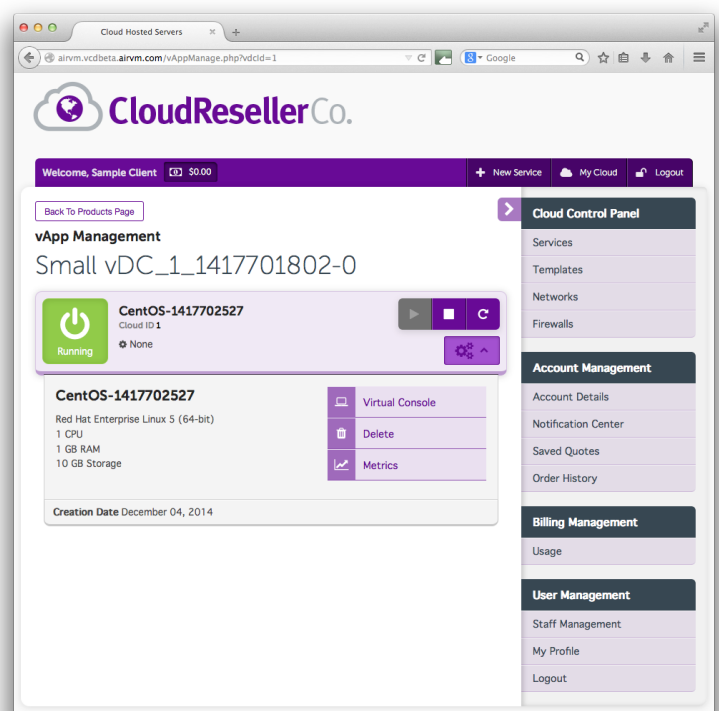 Cloud Hosted Servers
airvm.vcdbeta.airvm.com/vAppManage.php?vdcId=1
Google
CloudResellerCo.
Welcome, Sample Client $0.00
New Service My Cloud Logout
Back To Products Page
vApp Management
Small vDC_1_1417701802-0
Running
CentOS-1417702527
Cloud ID 1
None
CentOS-1417702527
Red Hat Enterprise Linux 5 (64-bit)
1 CPU
1 GB RAM
10 GB Storage
Virtual Console
Delete
Metrics
Creation Date December 04, 2014
Cloud Control Panel
Services
Templates
Networks
Firewalls
Account Management
Account Details
Notification Center
Saved Quotes
Order History
Billing Management
Usage
User Management
Staff Management
My Profile
Logout